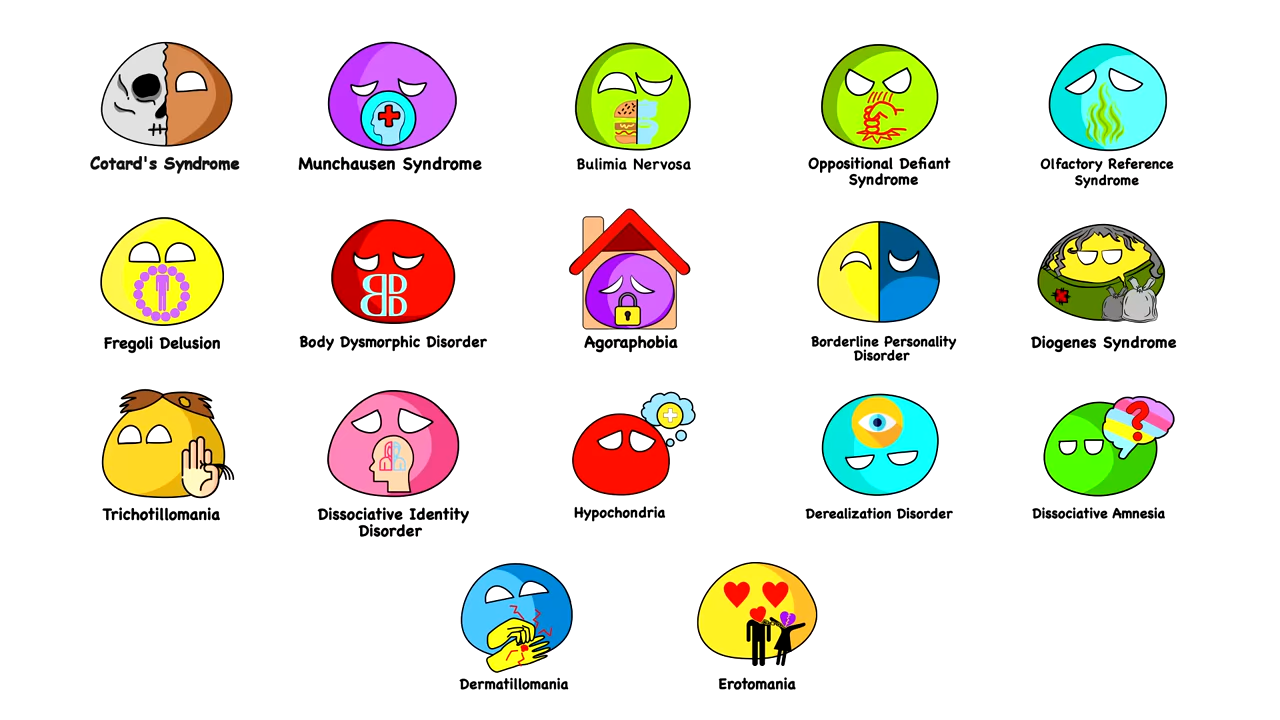 Cotard's Syndrome
Munchausen Syndrome
Bulimia Nervosa
Oppositional Defiant
Syndrome
Olfactory Reference
Syndrome
Fregoli Delusion
Body Dysmorphic Disorder
Agoraphobia
Borderline Personality
Disorder
Diogenes Syndrome
Trichotillomania
Dissociative Identity
Disorder
Hypochondria
Derealization Disorder
Dissociative Amnesia
Dermatillomania
Erotomania